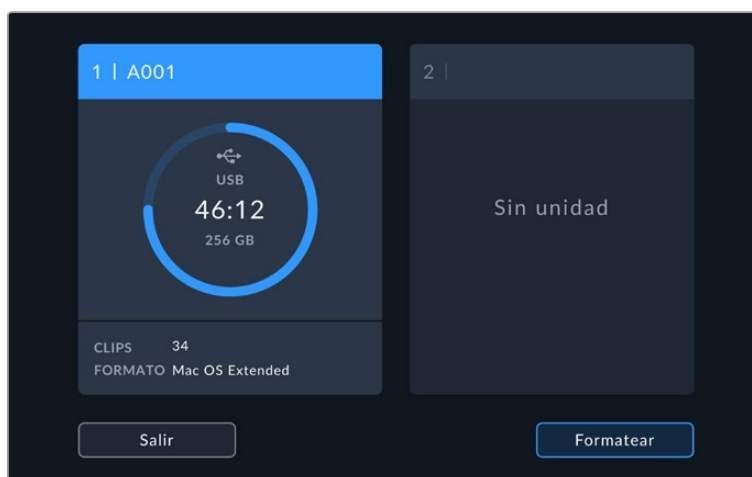 1 | A001
2 |
USB
46:12
256 GB
Sin unidad
CLIPS 34
FORMATO Mac OS Extended
Salir
Formatear